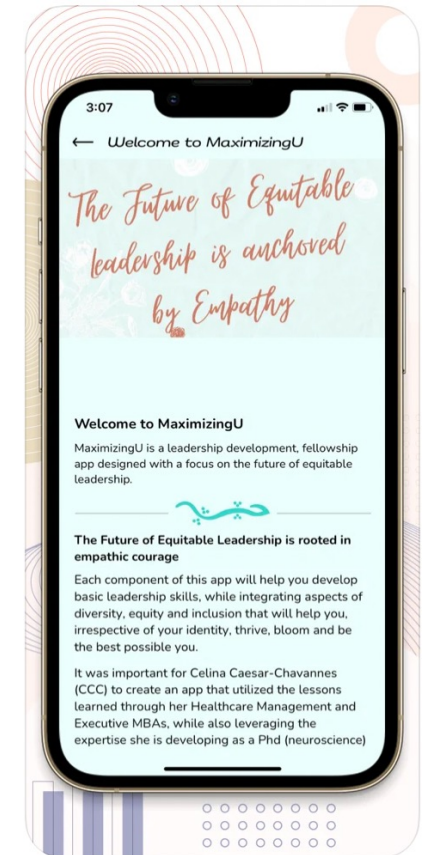 3:07
Welcome to MaximizingU
The Future of Equitable
leadership is anchored
by Empathy
Welcome to MaximizingU
MaximizingU is a leadership development, fellowship
app designed with a focus on the future of equitable
leadership.
The Future of Equitable Leadership is rooted in
empathic courage
Each component of this app will help you develop
basic leadership skills, while integrating aspects of
diversity, equity and inclusion that will help you,
irrespective of your identity, thrive, bloom and be
the best possible you.
It was important for Celina Caesar-Chavannes
(CCC) to create an app that utilized the lessons
learned through her Healthcare Management and
Executive MBAs, while also leveraging the
expertise she is developing as a Phd (neuroscience)